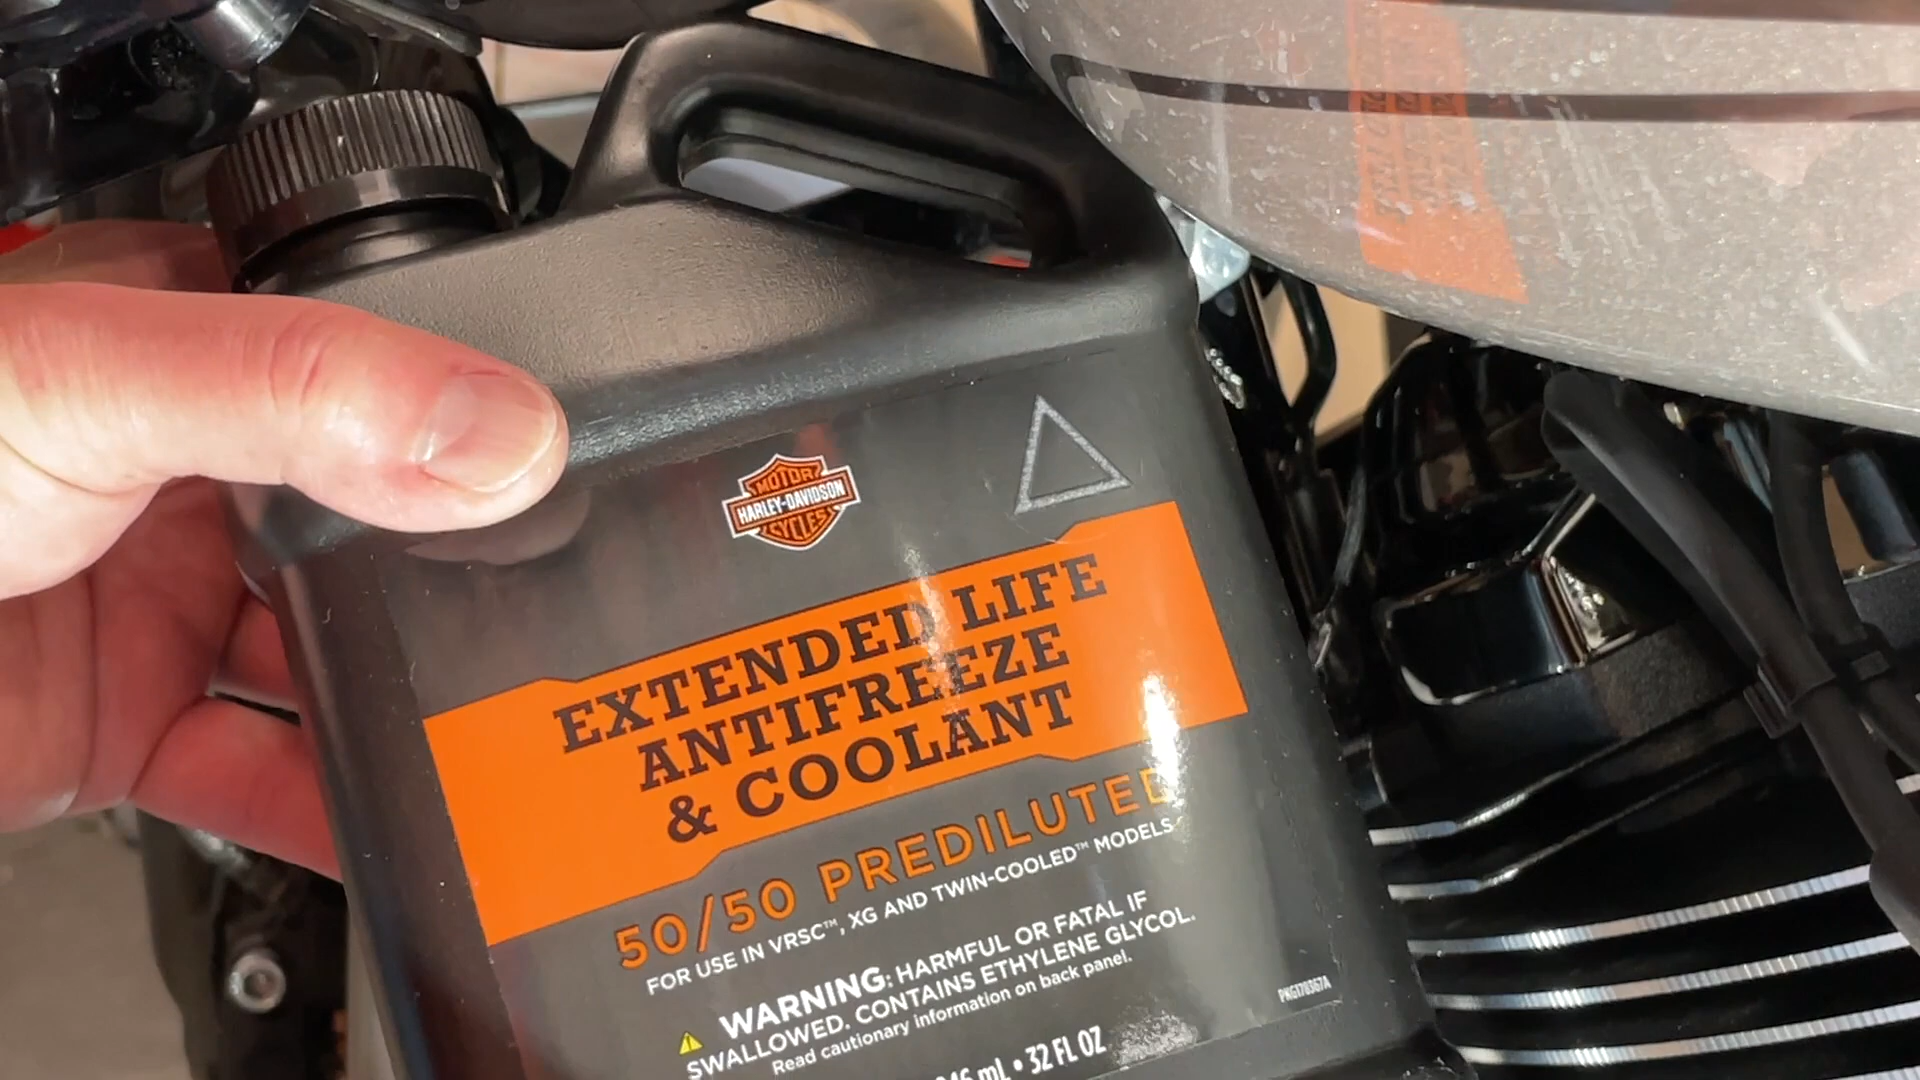 MOTOR
HARLEY-DAVIDSON
CYCLES
EXTENDED LIFE
ANTIFREEZE
& COOLANT
50/50 PREDILUTED
FOR USE IN VRSC™, XG AND TWIN-COOLED™ MODELS
WARNING: HARMFUL OR FATAL IF
SWALLOWED. CONTAINS ETHYLENE GLYCOL.
Read cautionary information on back panel.
mL • 32 FL OZ
PKG170367A